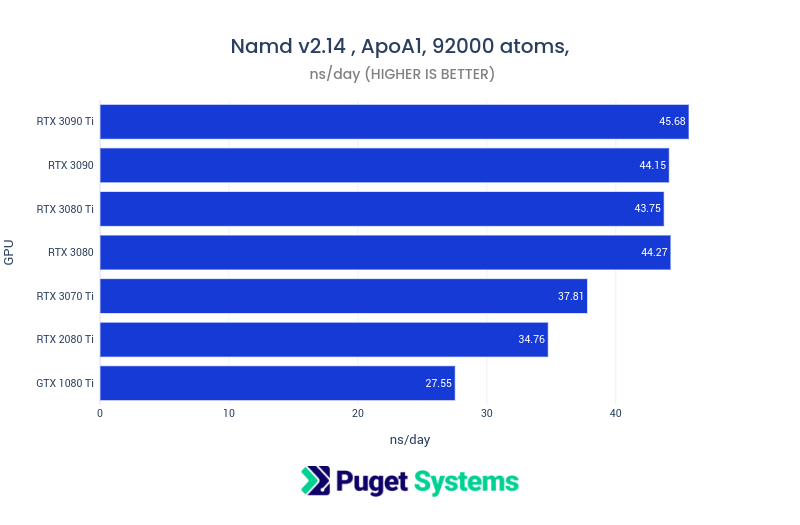 Namd v2.14 , ApoA1, 92000 atoms,
ns/day (HIGHER IS BETTER)
RTX 3090 Ti 45.68
RTX 3090 44.15
RTX 3080 Ti 43.75
RTX 3080 44.27
RTX 3070 Ti 37.81
RTX 2080 Ti 34.76
GTX 1080 Ti 27.55
GPU
0 10 20 30 40
ns/day
Puget Systems